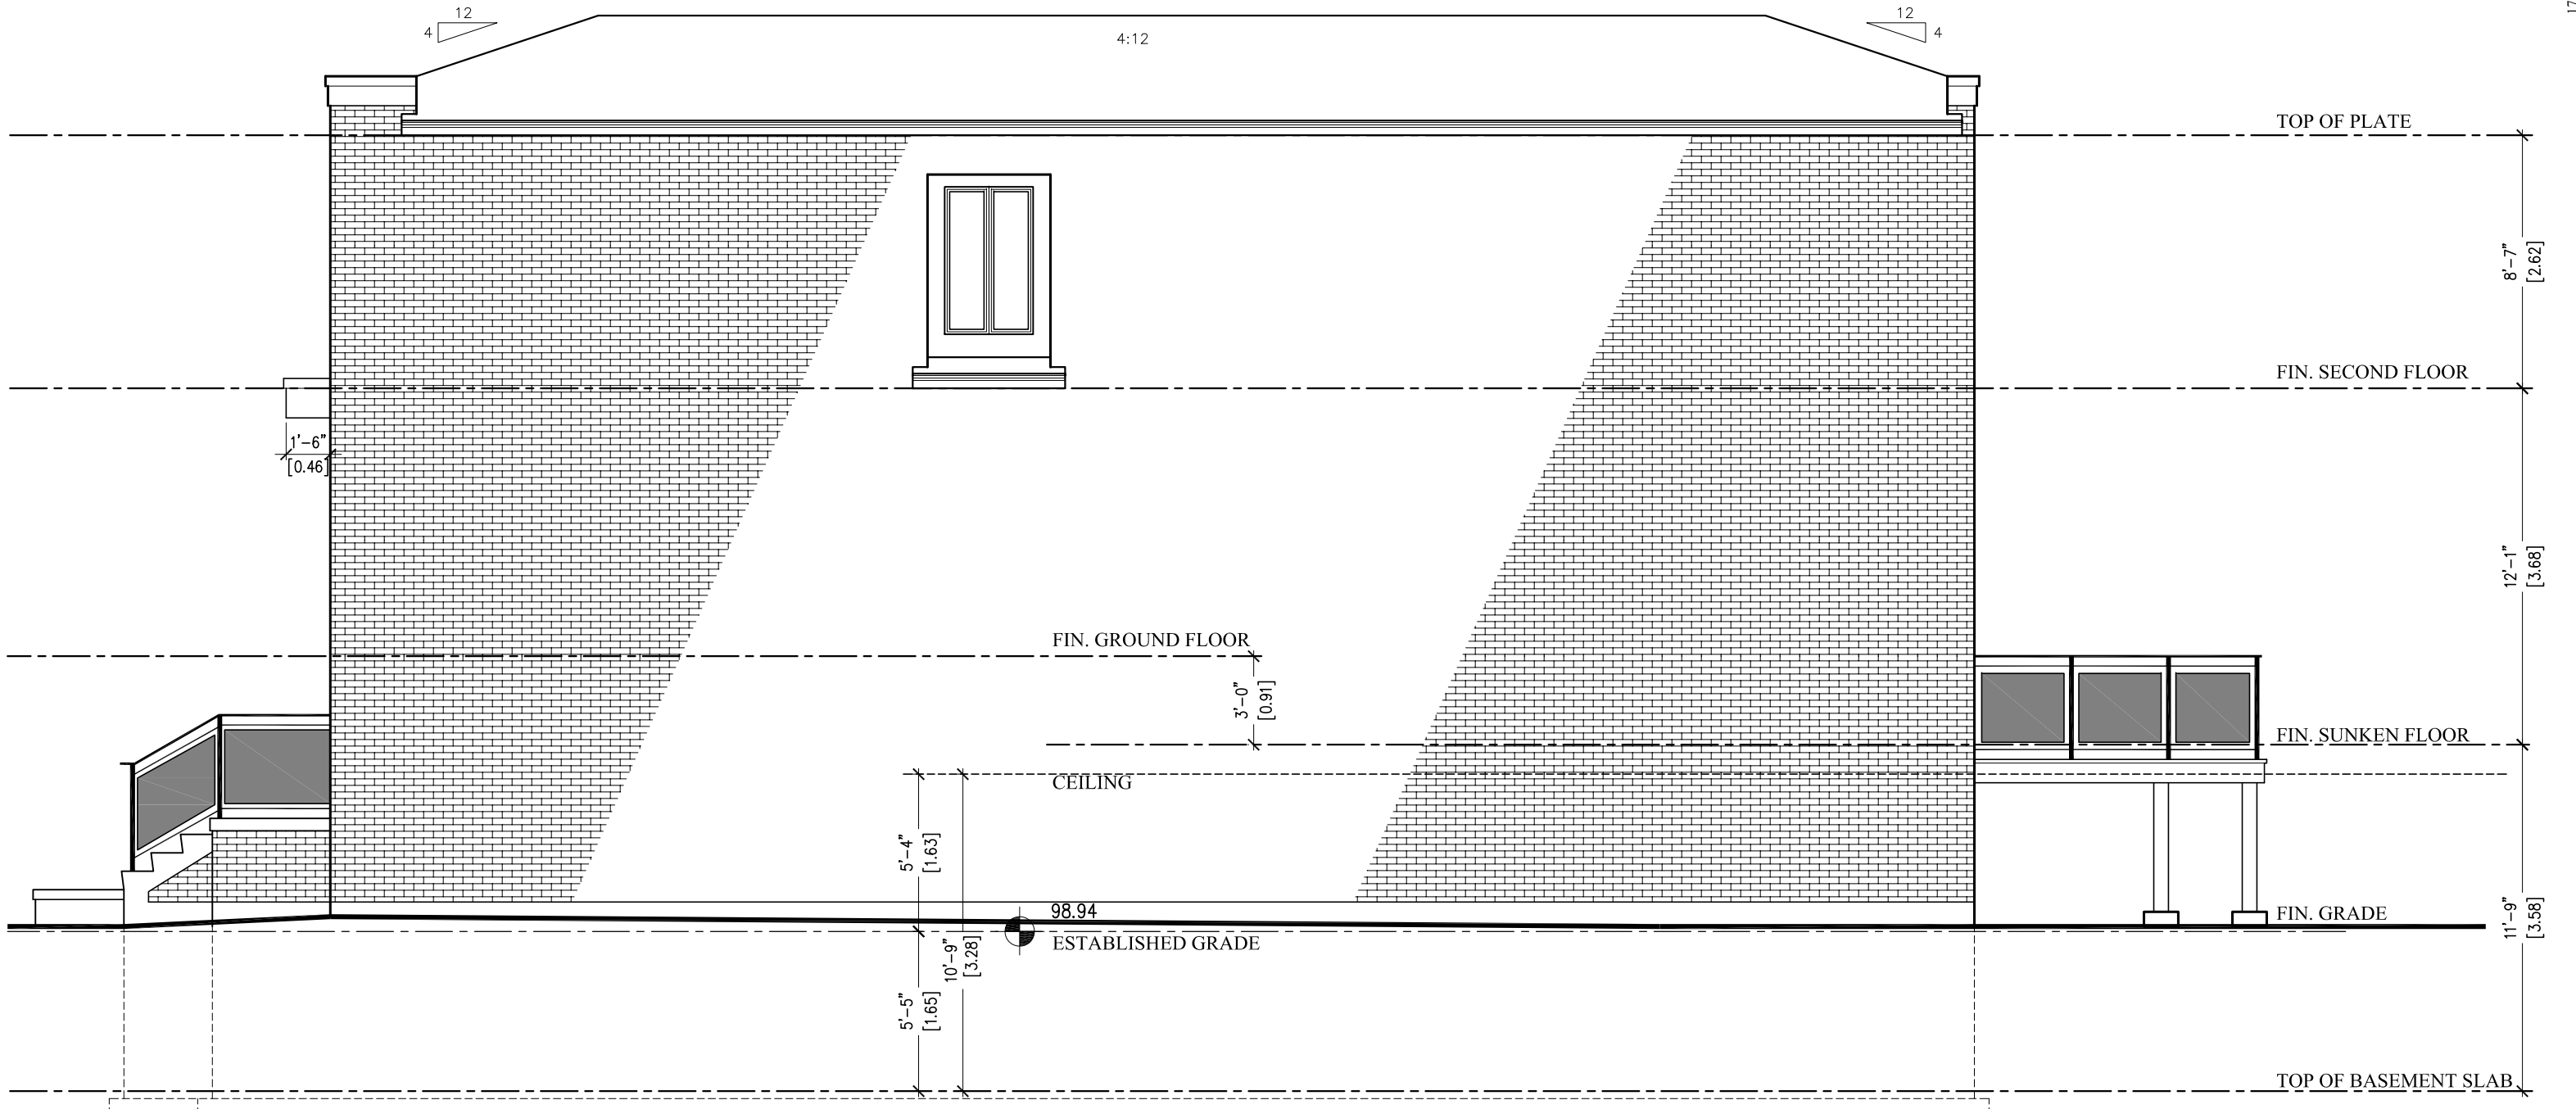 12
4
4:12
12
4
17
TOP OF PLATE
8'-7"
[2.62]
FIN. SECOND FLOOR
1'-6"
[0.46]
12'-1"
[3.68]
FIN. GROUND FLOOR
3'-0"
[0.91]
FIN. SUNKEN FLOOR
CEILING
5'-4"
[1.63]
98.94
FIN. GRADE
ESTABLISHED GRADE
11'-9"
[3.58]
10'-9"
[3.28]
5'-5"
[1.65]
TOP OF BASEMENT SLAB